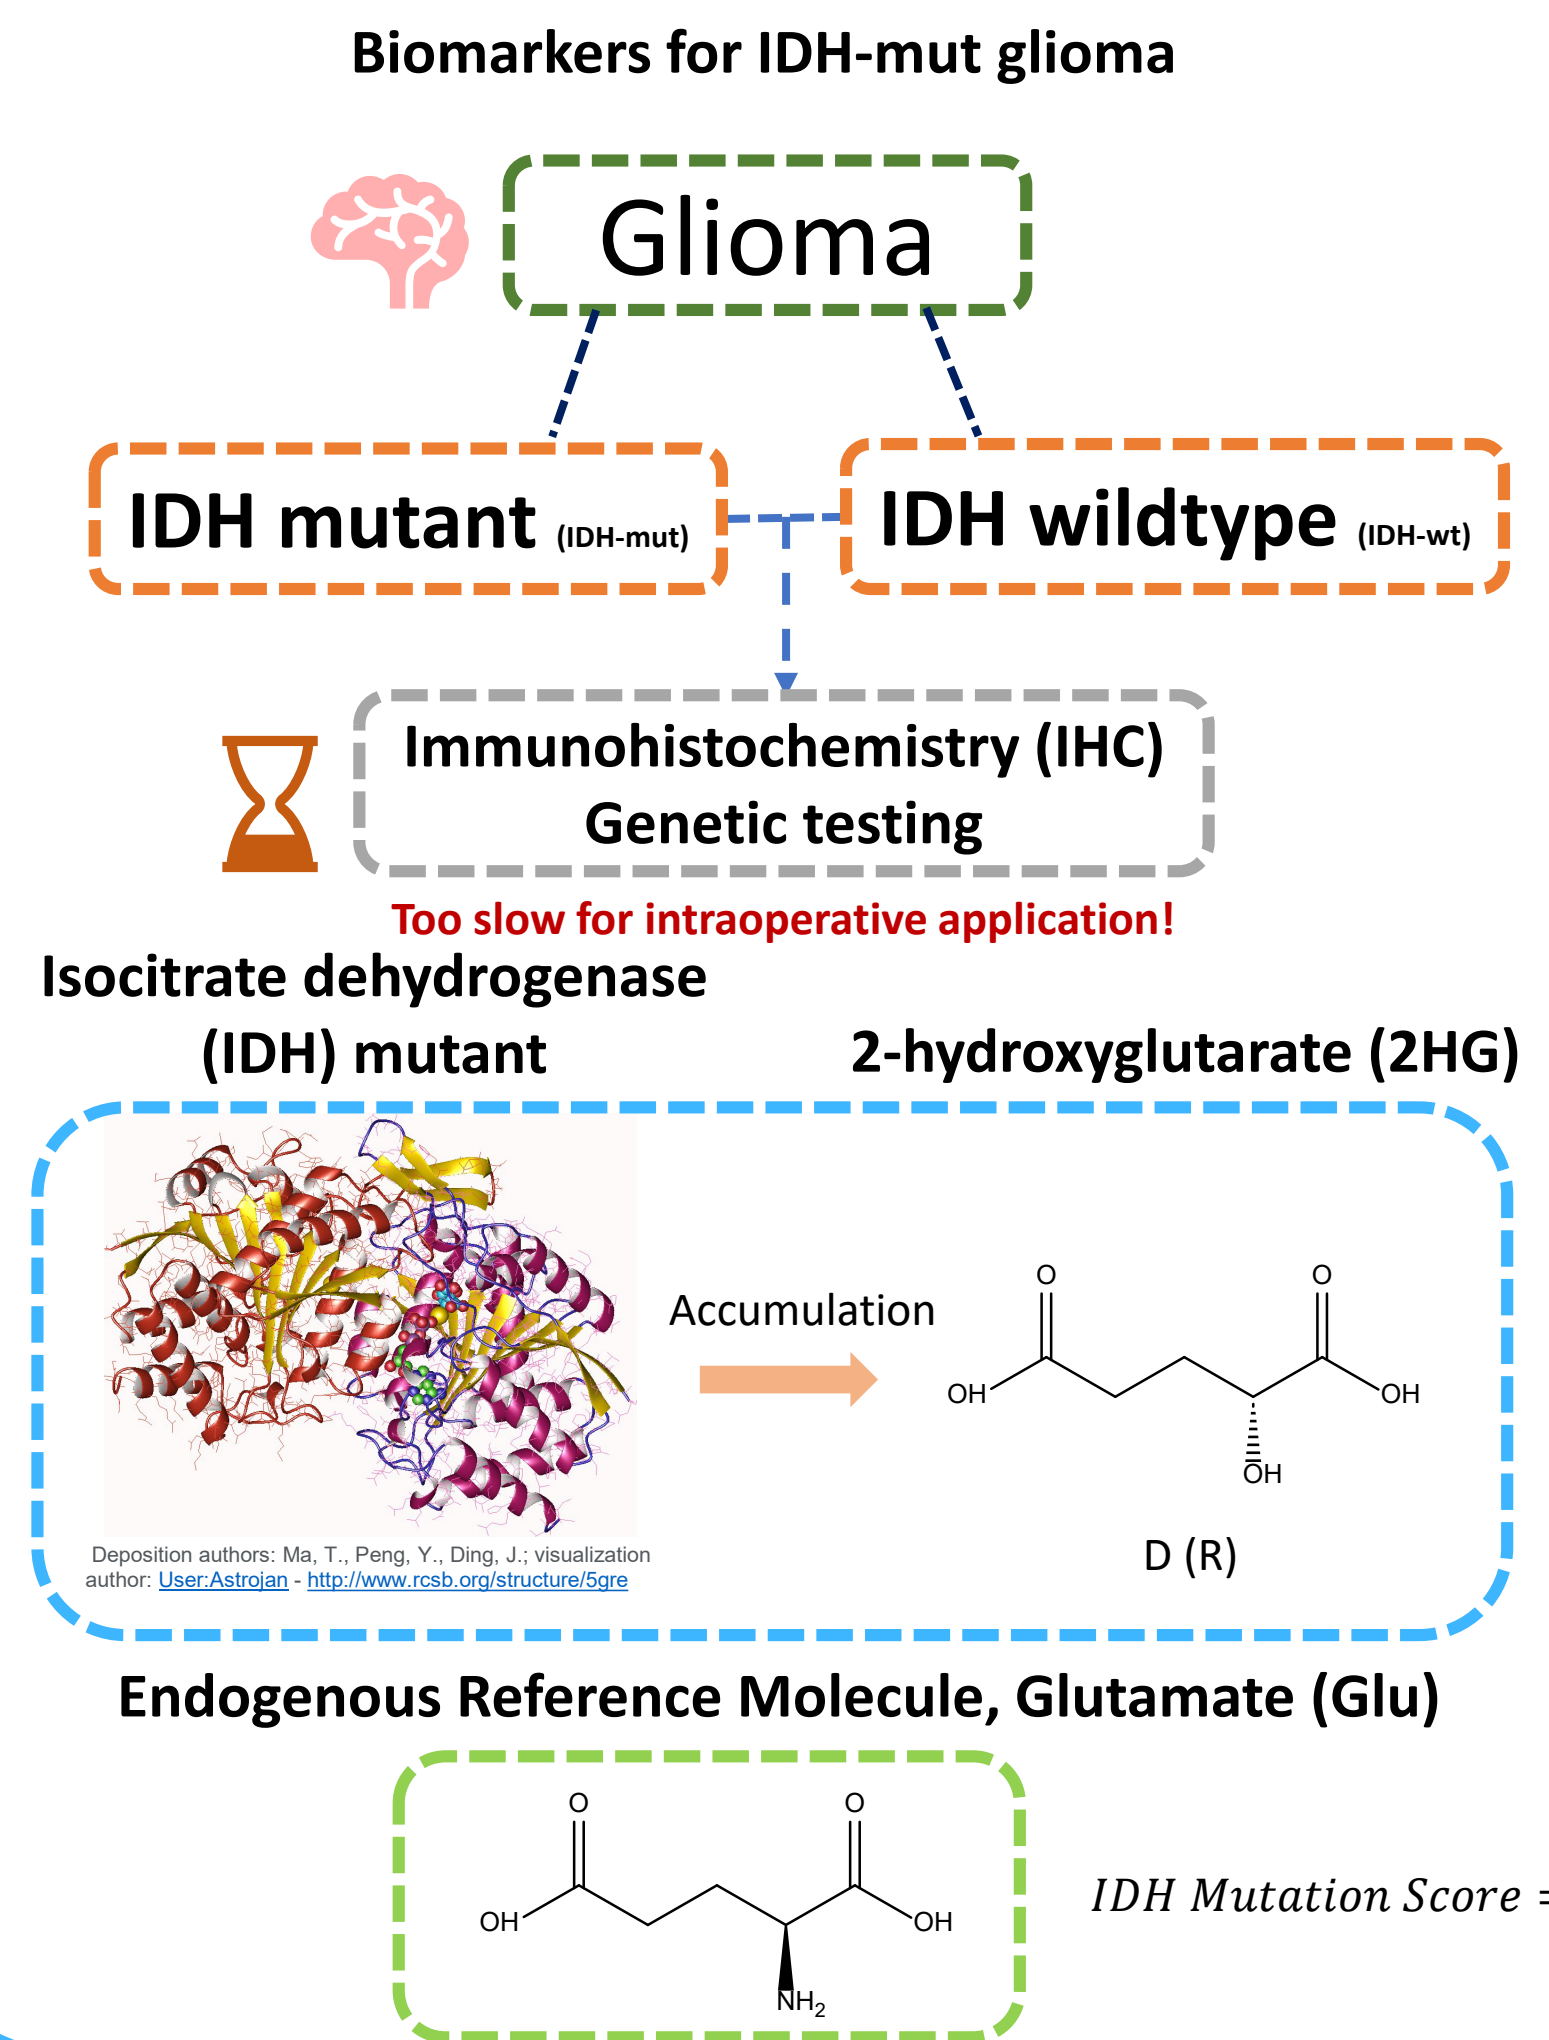 Biomarkers for IDH-mut glioma
Glioma
IDH mutant (IDH-mut)
IDH wildtype (IDH-wt)
Immunohistochemistry (IHC)
Genetic testing
Too slow for intraoperative application!
Isocitrate dehydrogenase
(IDH) mutant
2-hydroxyglutarate (2HG)
Accumulation
O
O
OH
OH
OH
D (R)
Deposition authors: Ma, T., Peng, Y., Ding, J.; visualization
author: User:Astrojan - http://www.rcsb.org/structure/5gre
Endogenous Reference Molecule, Glutamate (Glu)
O
O
OH
OH
NH₂
IDH Mutation Score =